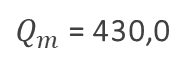 Qₘ = 430,0